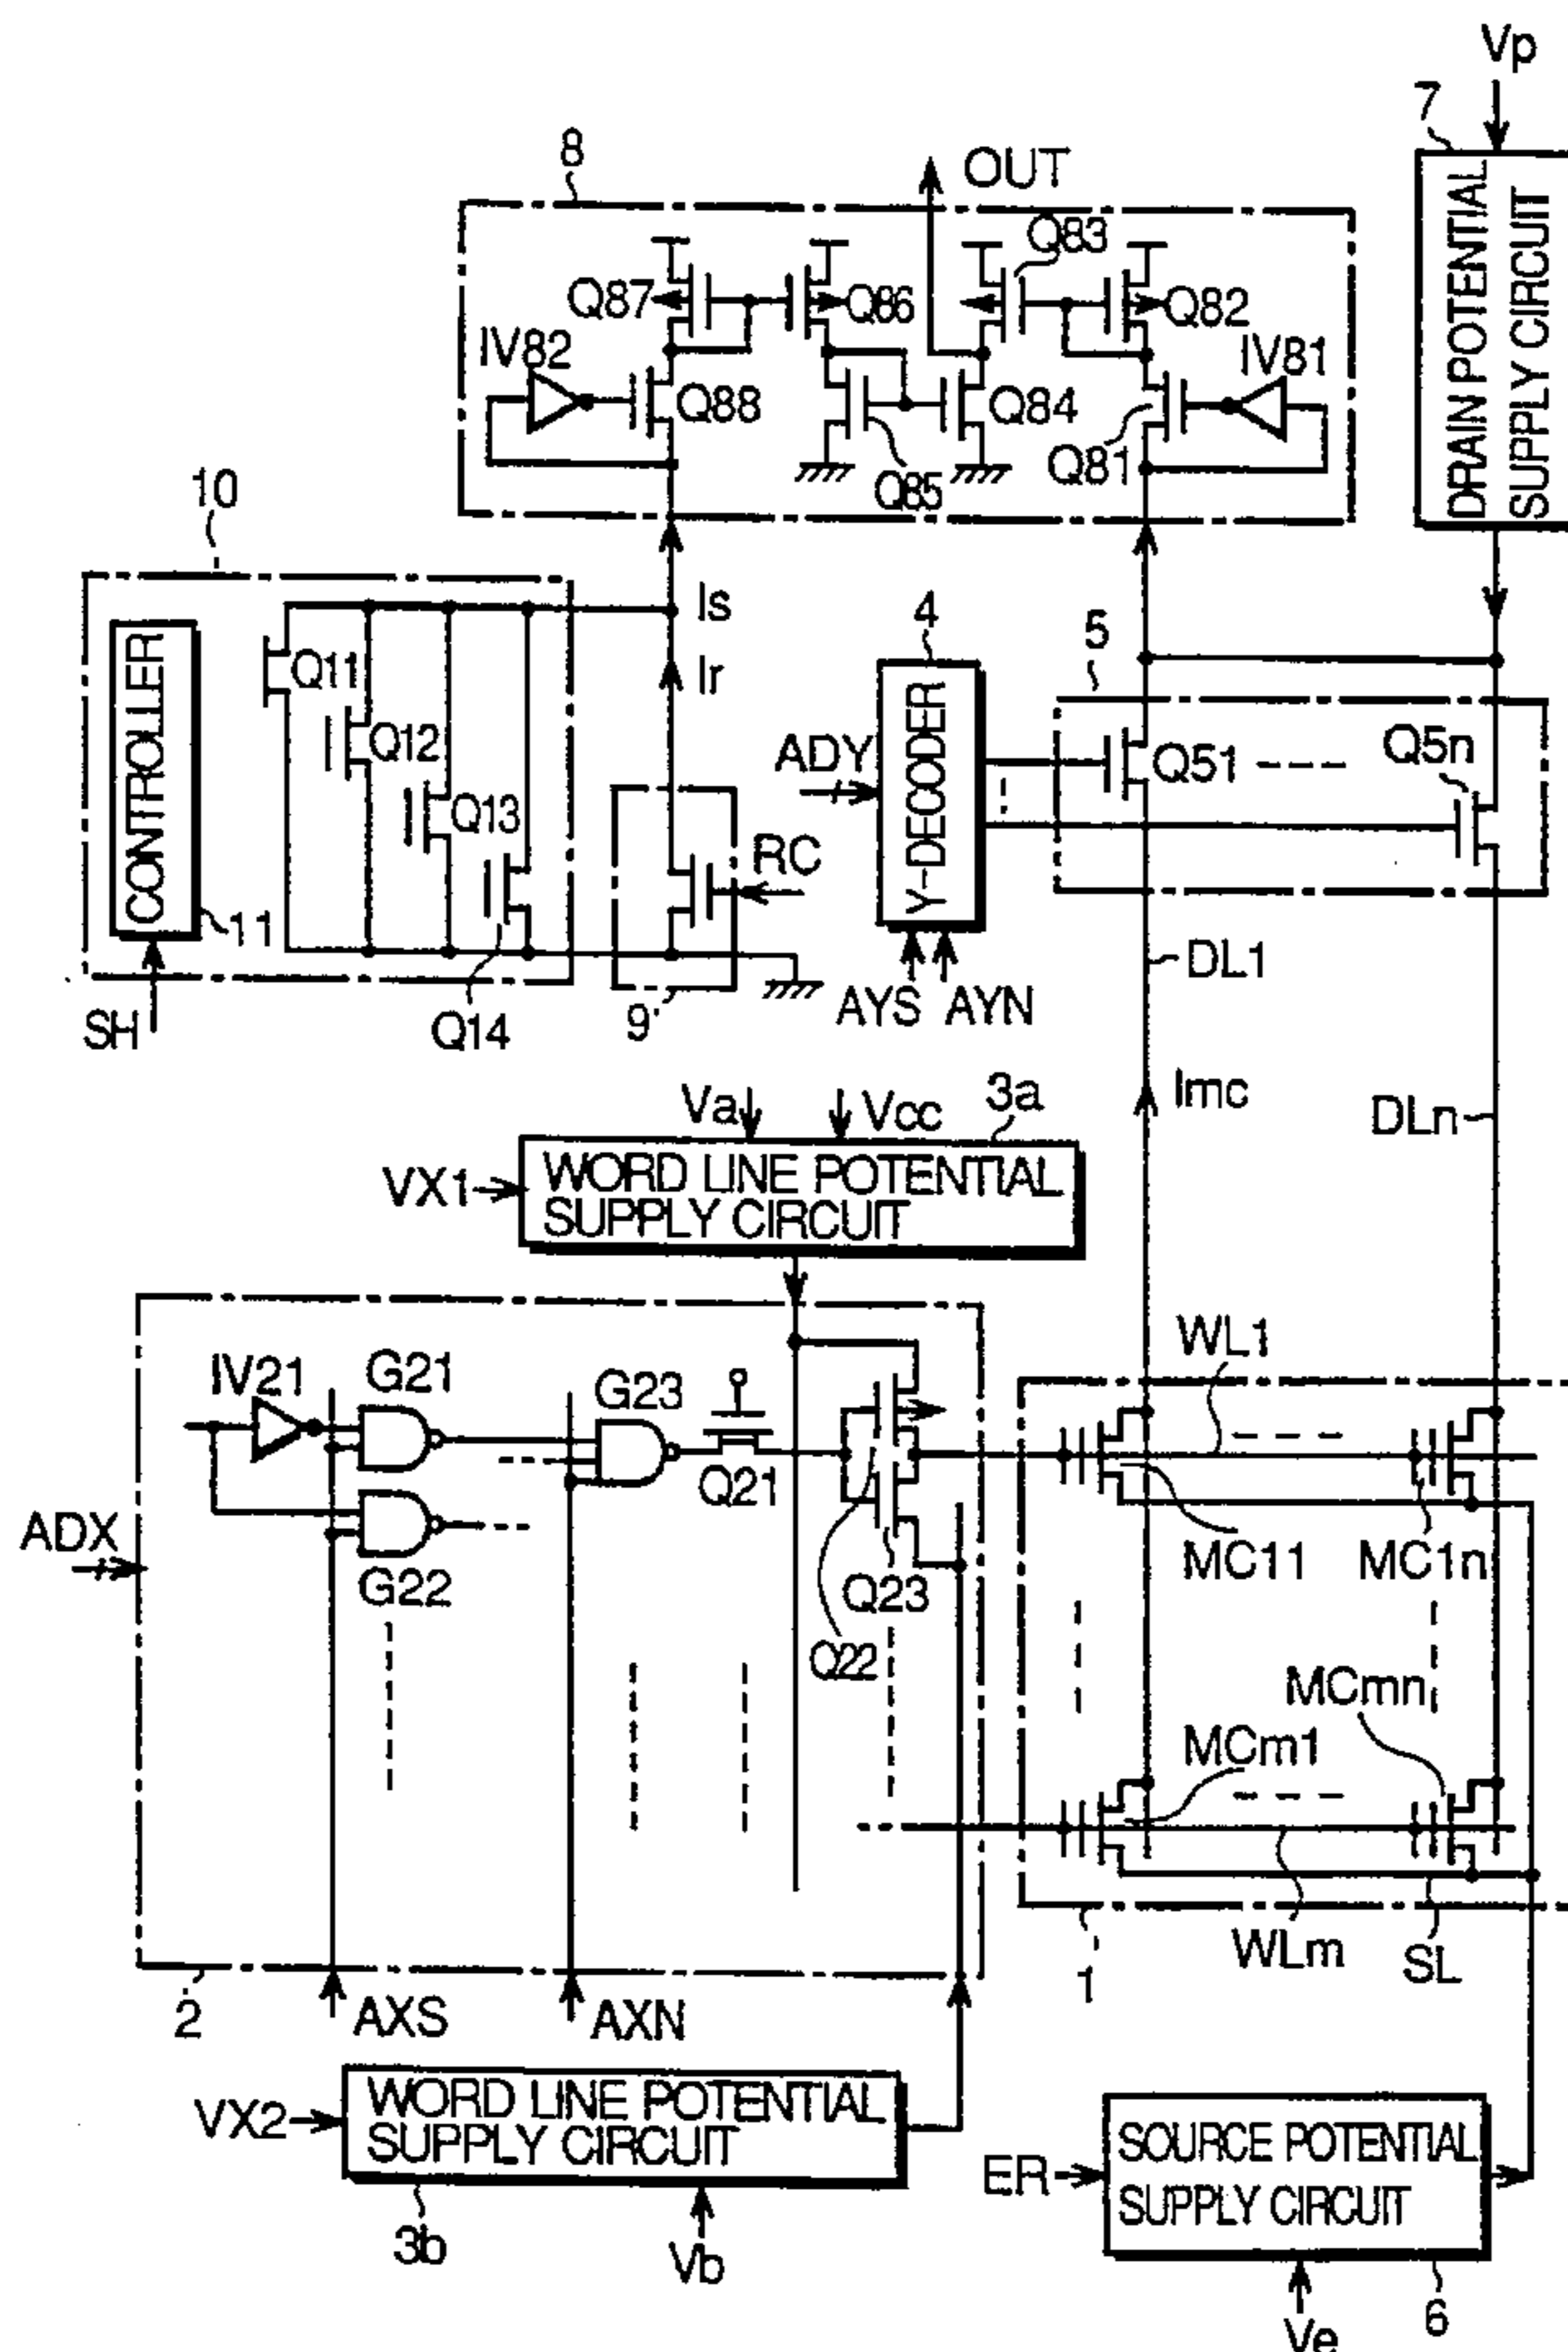 Vp
7
DRAIN POTENTIAL
SUPPLY CIRCUIT
8
OUT
Q83
Q87
Q86
Q82
IV82
IV81
Q88
Q84
Q81
Q85
10
CONTROLLER
11
SH
Q11
Q12
Q13
Q14
Is
Ir
RC
9'
4
Y-DECODER
ADY
AYS
AYN
5
Q51
Q5n
DL1
Imc
DLn
Va
Vcc
3a
VX1
WORD LINE POTENTIAL
SUPPLY CIRCUIT
IV21
G21
G23
Q21
ADX
G22
Q23
Q22
WL1
MC11
MC1n
MCmn
MCm1
WLm
SL
1
2
AXS
AXN
VX2
WORD LINE POTENTIAL
SUPPLY CIRCUIT
3b
Vb
ER
SOURCE POTENTIAL
SUPPLY CIRCUIT
6
Ve